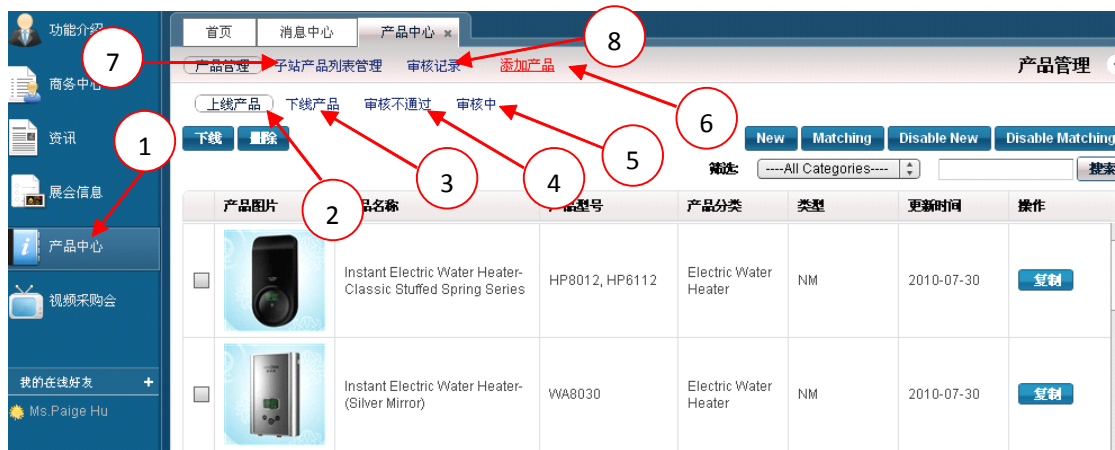 功能介绍
商务中心
资讯
展会信息
产品中心
视频采购会
我的在线好友 +
Ms.Paige Hu
首页 消息中心 产品中心 ×
产品管理 子站产品列表管理 审核记录 添加产品 产品管理
上线产品 下线产品 审核不通过 审核中
下线 删除 New Matching Disable New Disable Matching
筛选: ----All Categories---- 搜索
产品图片 品名称 产品型号 产品分类 类型 更新时间 操作
Instant Electric Water Heater-
Classic Stuffed Spring Series
HP8012, HP6112
Electric Water
Heater
NM
2010-07-30
复制
Instant Electric Water Heater-
(Silver Mirror)
WA8030
Electric Water
Heater
NM
2010-07-30
复制
1
2
3
4
5
6
7
8